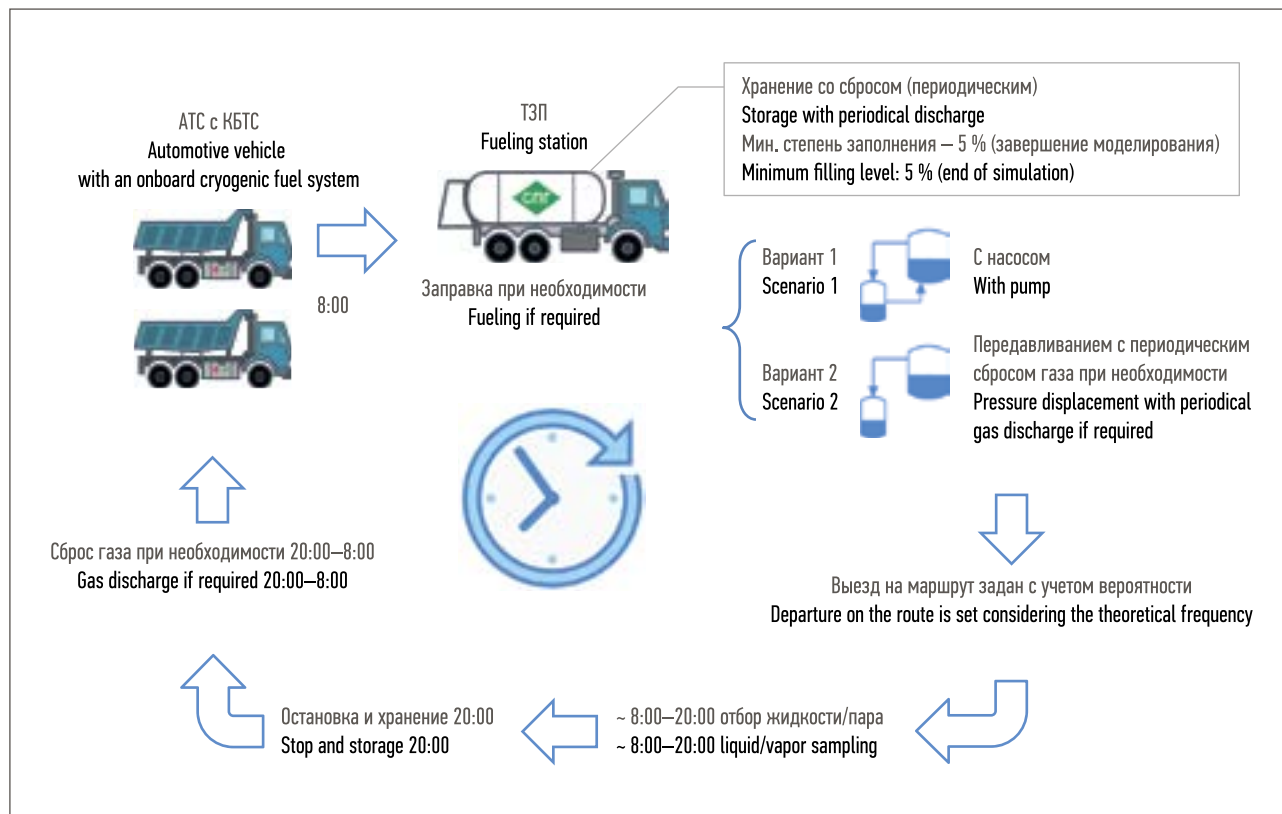 АТС с КБТС
Automotive vehicle
with an onboard cryogenic fuel system
8:00
ТЗП
Fueling station
СПГ
Заправка при необходимости
Fueling if required
Хранение со сбросом (периодическим)
Storage with periodical discharge
Мин. степень заполнения – 5 % (завершение моделирования)
Minimum filling level: 5 % (end of simulation)
Вариант 1
Scenario 1
С насосом
With pump
Вариант 2
Scenario 2
Передавливанием с периодическим
сбросом газа при необходимости
Pressure displacement with periodical
gas discharge if required
Выезд на маршрут задан с учетом вероятности
Departure on the route is set considering the theoretical frequency
~ 8:00–20:00 отбор жидкости/пара
~ 8:00–20:00 liquid/vapor sampling
Остановка и хранение 20:00
Stop and storage 20:00
Сброс газа при необходимости 20:00–8:00
Gas discharge if required 20:00–8:00